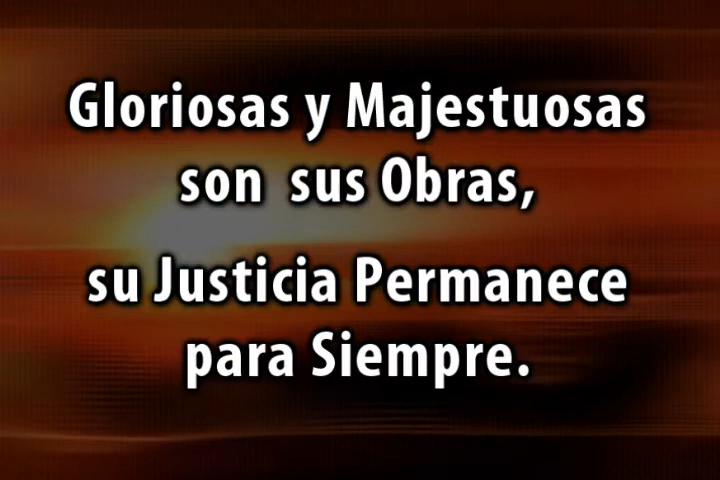 Gloriosas y Majestuosas
son sus Obras,
su Justicia Permanece
para Siempre.